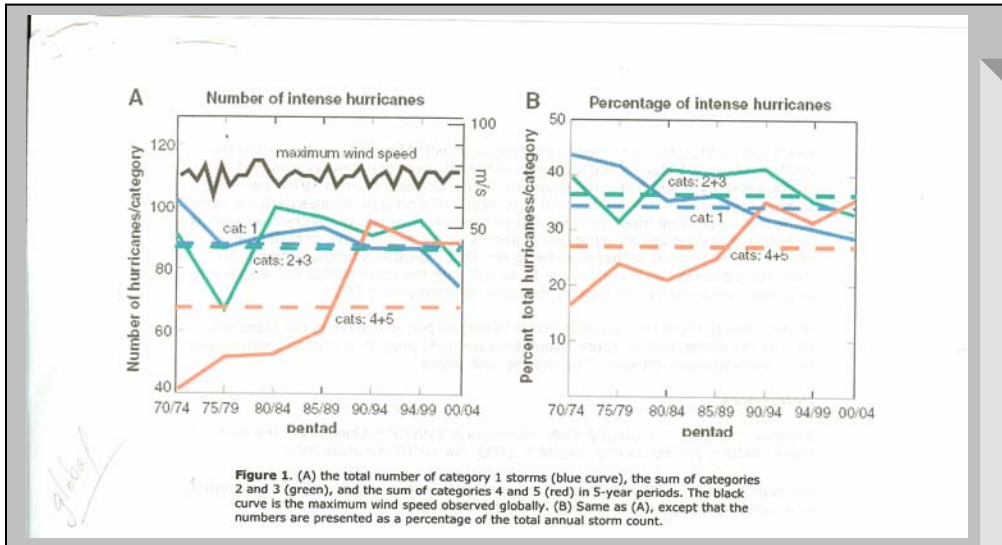 A
Number of intense hurricanes
120
100
80
60
40
Number of hurricanes/category
100
50
m/s
maximum wind speed
cat: 1
cats: 2+3
cats: 4+5
70/74 75/79 80/84 85/89 90/94 94/99 00/04
pentad
B
Percentage of intense hurricanes
50
40
30
20
10
Percent total hurricanes/category
cats: 2+3
cat: 1
cats: 4+5
70/74 75/79 80/84 85/89 90/94 94/99 00/04
pentad
global
Figure 1. (A) the total number of category 1 storms (blue curve), the sum of categories
2 and 3 (green), and the sum of categories 4 and 5 (red) in 5-year periods. The black
curve is the maximum wind speed observed globally. (B) Same as (A), except that the
numbers are presented as a percentage of the total annual storm count.